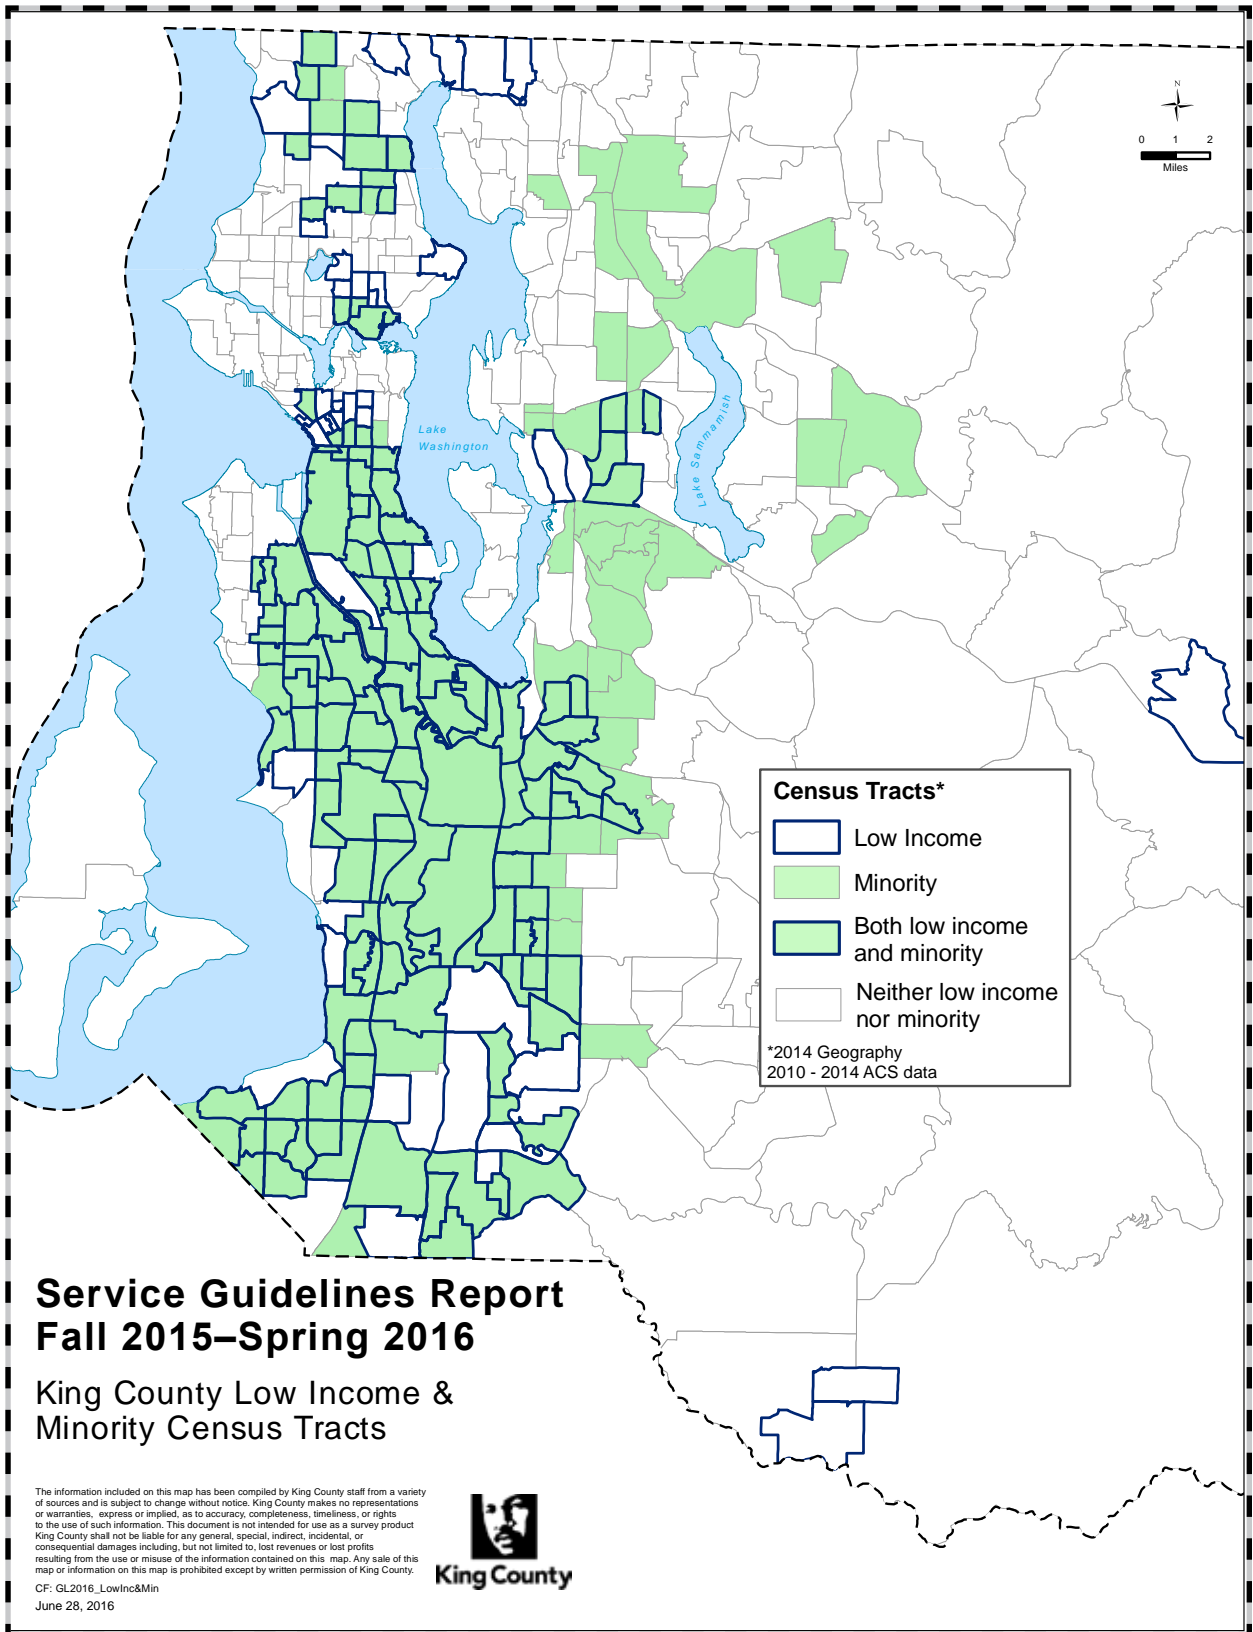 N
0 1 2
Miles
Lake
Washington
Lake Sammamish
Census Tracts*
Low Income
Minority
Both low income
and minority
Neither low income
nor minority
*2014 Geography
2010 - 2014 ACS data
Service Guidelines Report
Fall 2015–Spring 2016
King County Low Income &
Minority Census Tracts
The information included on this map has been compiled by King County staff from a variety
of sources and is subject to change without notice. King County makes no representations
or warranties, express or implied, as to accuracy, completeness, timeliness, or rights
to the use of such information. This document is not intended for use as a survey product
King County shall not be liable for any general, special, indirect, incidental, or
consequential damages including, but not limited to, lost revenues or lost profits
resulting from the use or misuse of the information contained on this map. Any sale of this
map or information on this map is prohibited except by written permission of King County.
CF: GL2016_LowInc&Min
June 28, 2016
King County